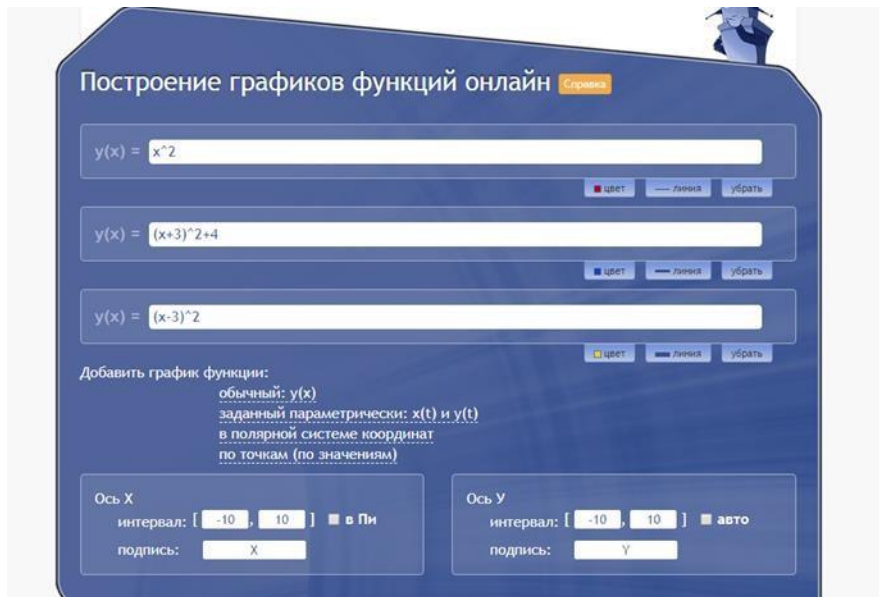 Построение графиков функций онлайн Справка
y(x) = x^2
цвет линия убрать
y(x) = (x+3)^2+4
цвет линия убрать
y(x) = (x-3)^2
цвет линия убрать
Добавить график функции:
обычный: y(x)
заданный параметрически: x(t) и y(t)
в полярной системе координат
по точкам (по значениям)
Ось X
интервал: [ -10 , 10 ] в Пи
подпись: X
Ось У
интервал: [ -10 , 10 ] авто
подпись: Y